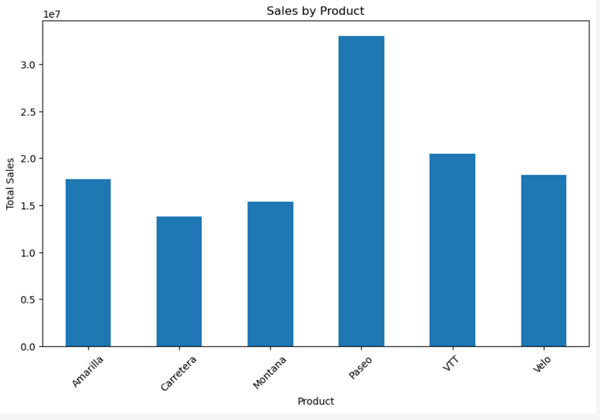 Sales by Product
1e7
3.0
2.5
2.0
1.5
1.0
0.5
0.0
Total Sales
Amarilla
Carretera
Montana
Paseo
VTT
Velo
Product